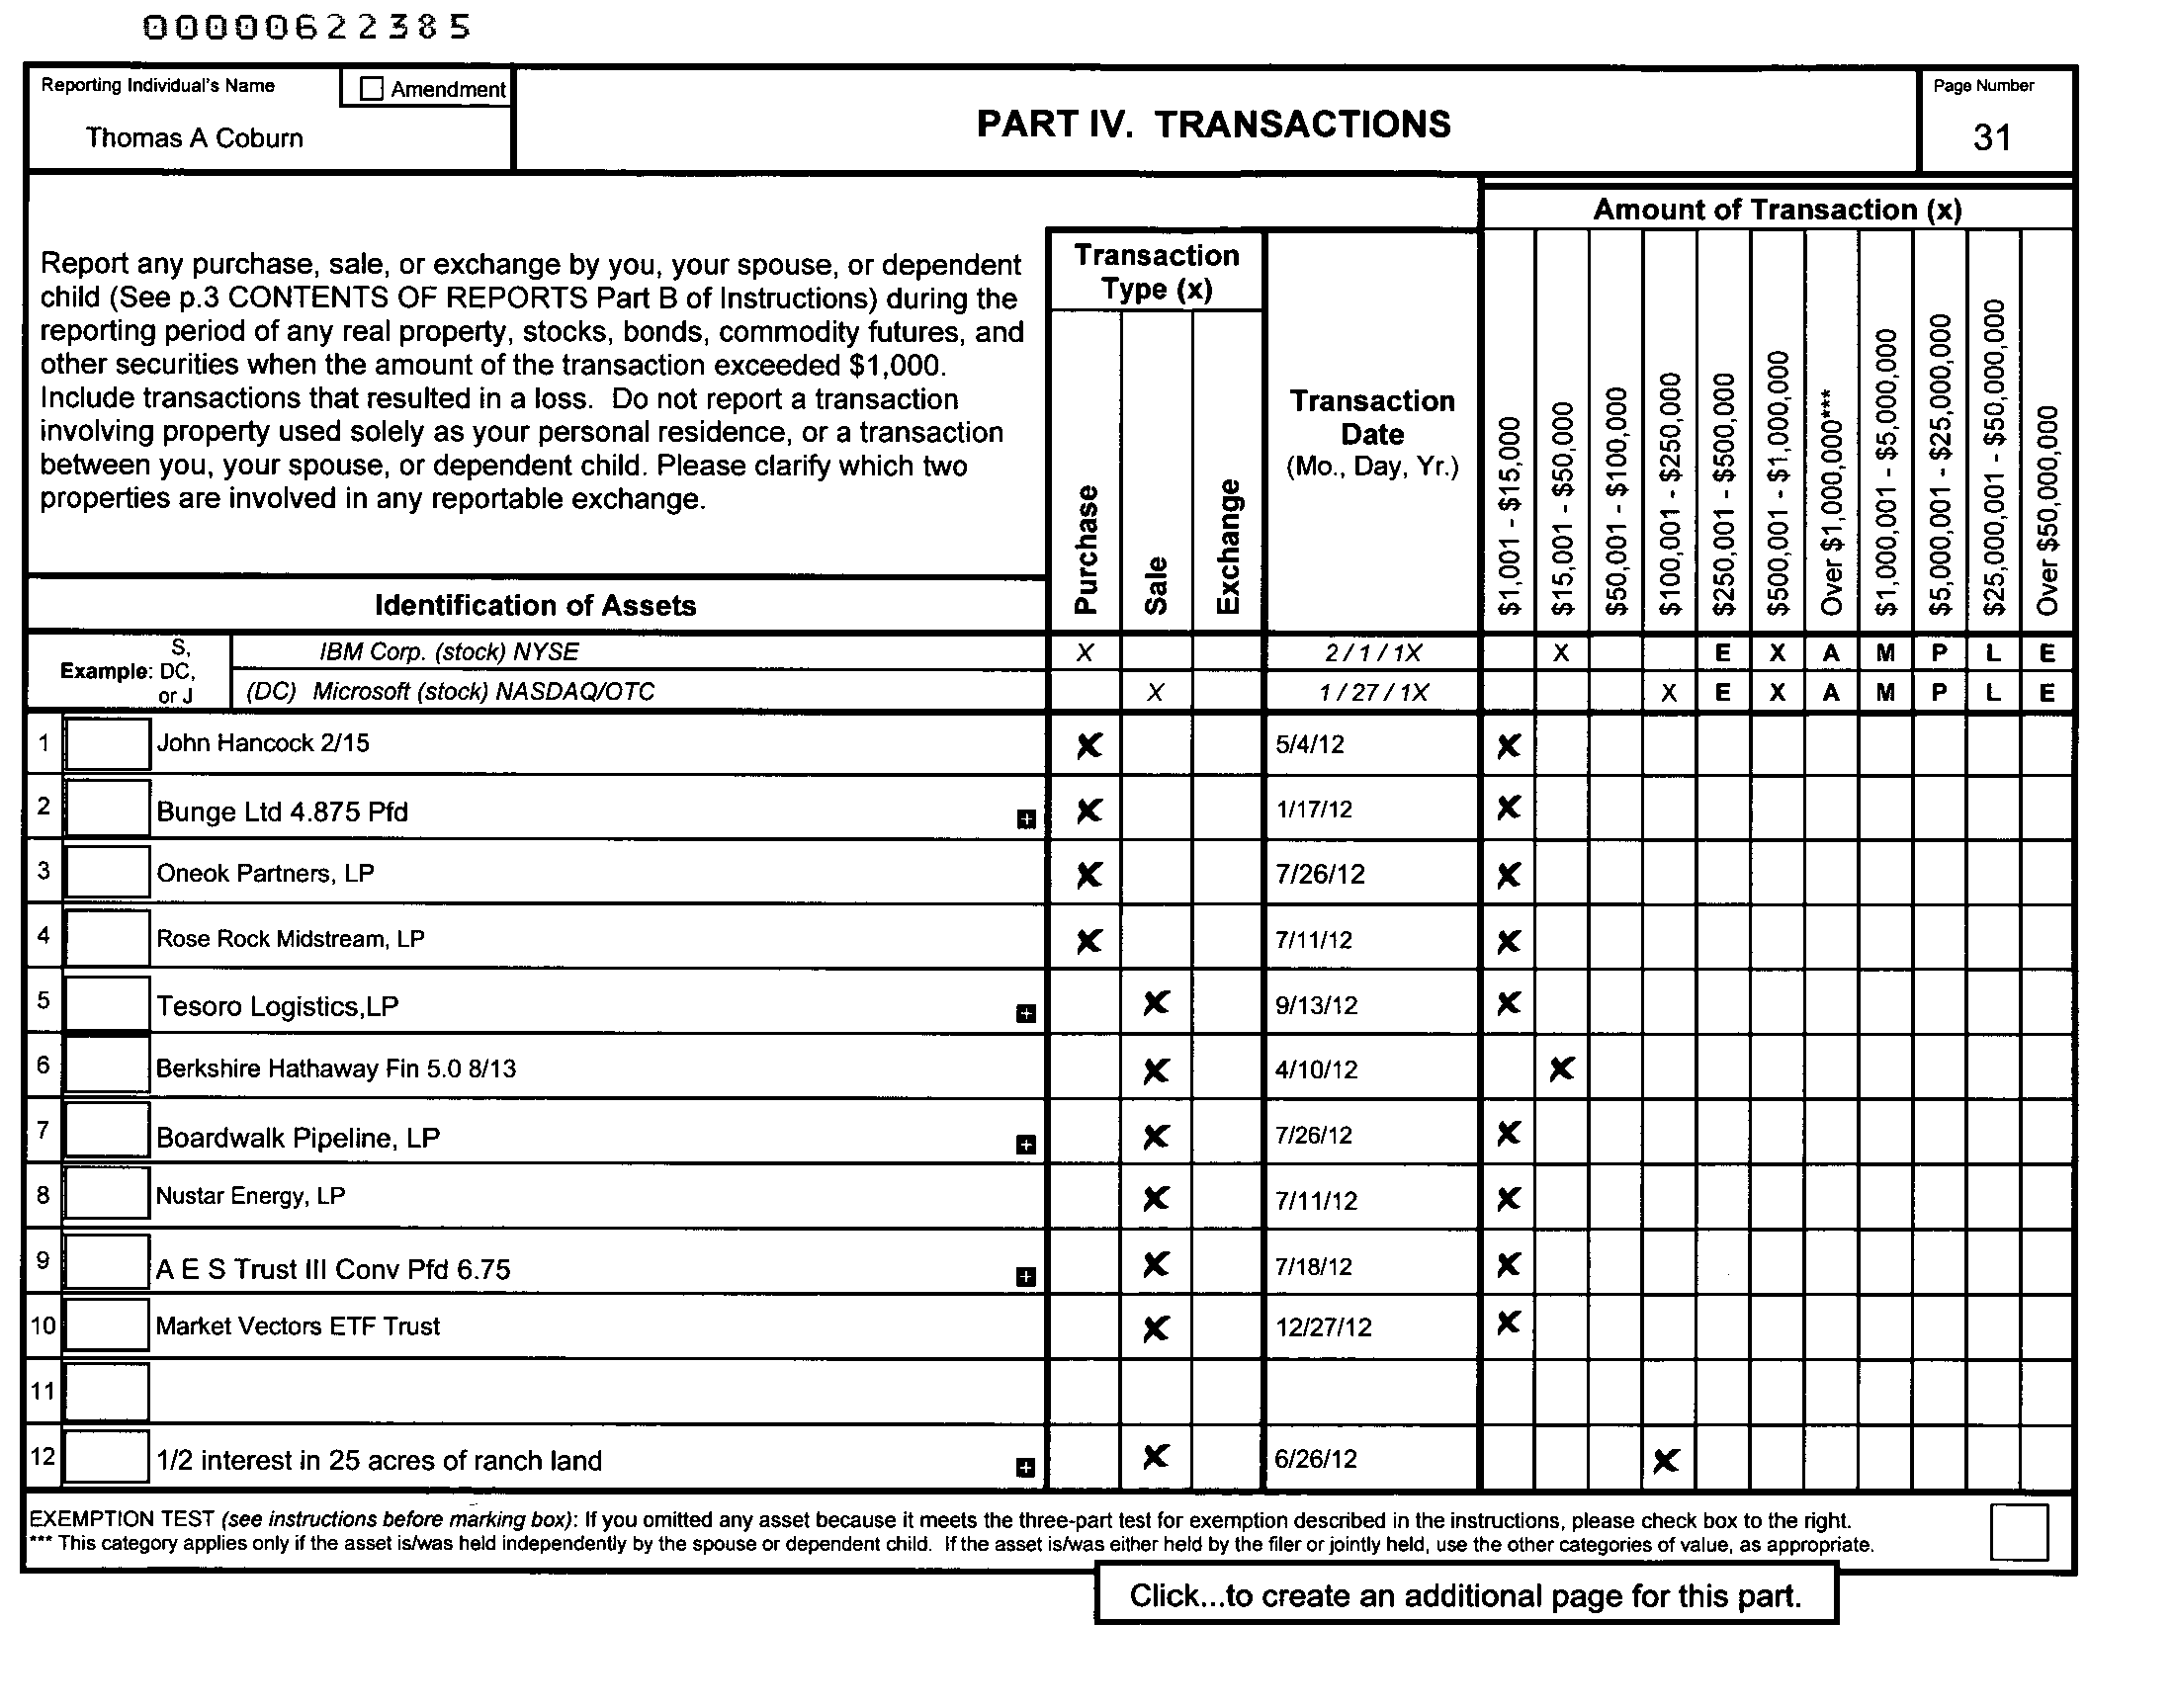 00000622385
Reporting Individual's Name
Amendment
Thomas A Coburn
PART IV.  TRANSACTIONS
Page Number
31
Report any purchase, sale, or exchange by you, your spouse, or dependent
child (See p.3 CONTENTS OF REPORTS Part B of Instructions) during the
reporting period of any real property, stocks, bonds, commodity futures, and
other securities when the amount of the transaction exceeded $1,000.
Include transactions that resulted in a loss.  Do not report a transaction
involving property used solely as your personal residence, or a transaction
between you, your spouse, or dependent child. Please clarify which two
properties are involved in any reportable exchange.
Identification of Assets
Transaction
Type (x)
Purchase
Sale
Exchange
Transaction
Date
(Mo., Day, Yr.)
Amount of Transaction (x)
$1,001 - $15,000
$15,001 - $50,000
$50,001 - $100,000
$100,001 - $250,000
$250,001 - $500,000
$500,001 - $1,000,000
Over $1,000,000***
$1,000,001 - $5,000,000
$5,000,001 - $25,000,000
$25,000,001 - $50,000,000
Over $50,000,000
Example: S, DC, or J
IBM Corp. (stock) NYSE X 2/1/1X X E X A M P L E
(DC) Microsoft (stock) NASDAQ/OTC X 1/27/1X X E X A M P L E
1 John Hancock 2/15 X 5/4/12 X
2 Bunge Ltd 4.875 Pfd + X 1/17/12 X
3 Oneok Partners, LP X 7/26/12 X
4 Rose Rock Midstream, LP X 7/11/12 X
5 Tesoro Logistics,LP + X 9/13/12 X
6 Berkshire Hathaway Fin 5.0 8/13 X 4/10/12 X
7 Boardwalk Pipeline, LP + X 7/26/12 X
8 Nustar Energy, LP X 7/11/12 X
9 A E S Trust III Conv Pfd 6.75 + X 7/18/12 X
10 Market Vectors ETF Trust X 12/27/12 X
11
12 1/2 interest in 25 acres of ranch land + X 6/26/12 X
EXEMPTION TEST (see instructions before marking box): If you omitted any asset because it meets the three-part test for exemption described in the instructions, please check box to the right.
*** This category applies only if the asset is/was held independently by the spouse or dependent child.  If the asset is/was either held by the filer or jointly held, use the other categories of value, as appropriate.
Click...to create an additional page for this part.